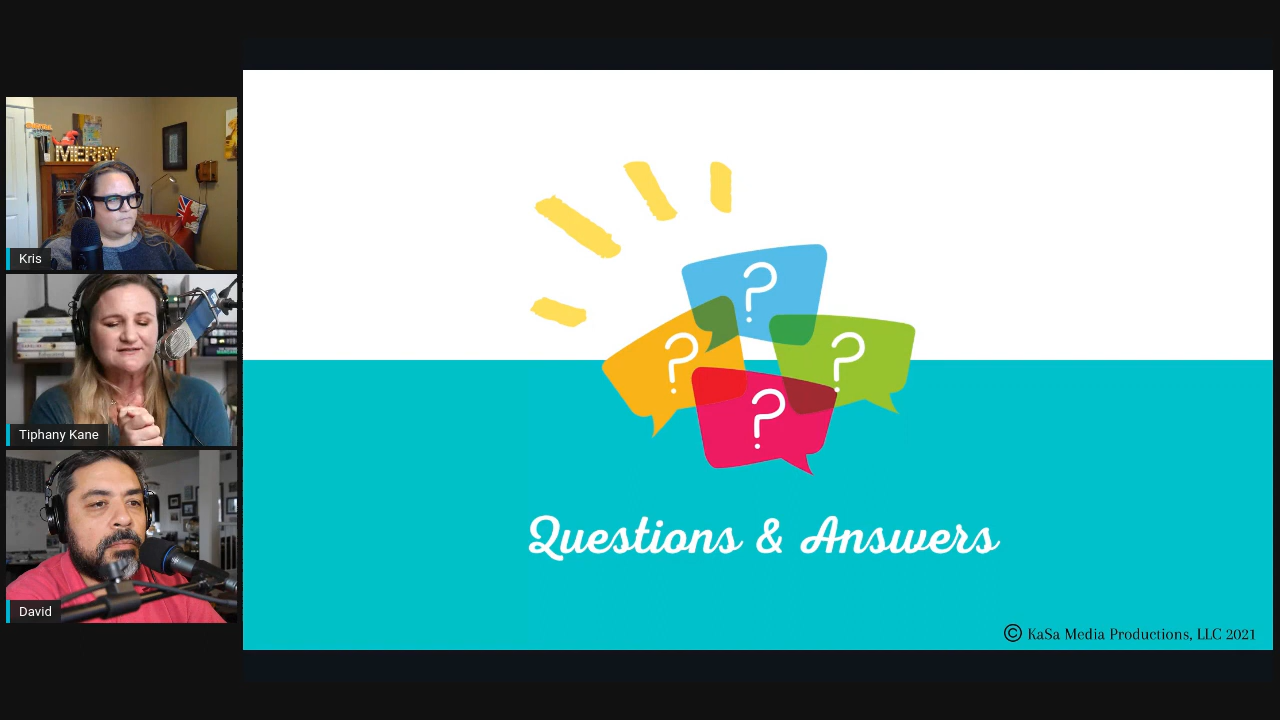 MERRY
Kris
Tiphany Kane
David
?
?
?
?
Questions & Answers
© KaSa Media Productions, LLC 2021